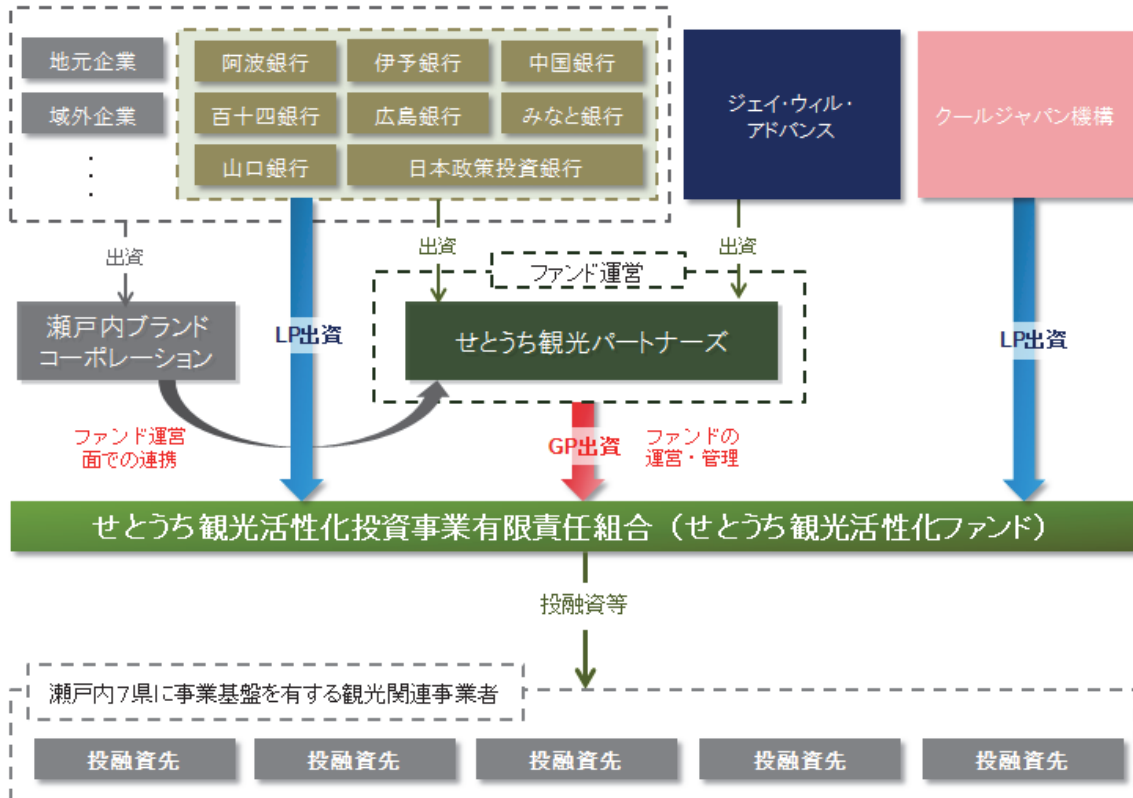 地元企業
域外企業
・
・
・
阿波銀行
伊予銀行
中国銀行
百十四銀行
広島銀行
みなと銀行
山口銀行
日本政策投資銀行
ジェイ・ウィル・
アドバンス
クールジャパン機構
出資
出資
出資
ファンド運営
瀬戸内ブランド
コーポレーション
LP出資
せとうち観光パートナーズ
LP出資
ファンド運営
面での連携
GP出資
ファンドの
運営・管理
せとうち観光活性化投資事業有限責任組合（せとうち観光活性化ファンド）
投融資等
瀬戸内7県に事業基盤を有する観光関連事業者
投融資先
投融資先
投融資先
投融資先
投融資先